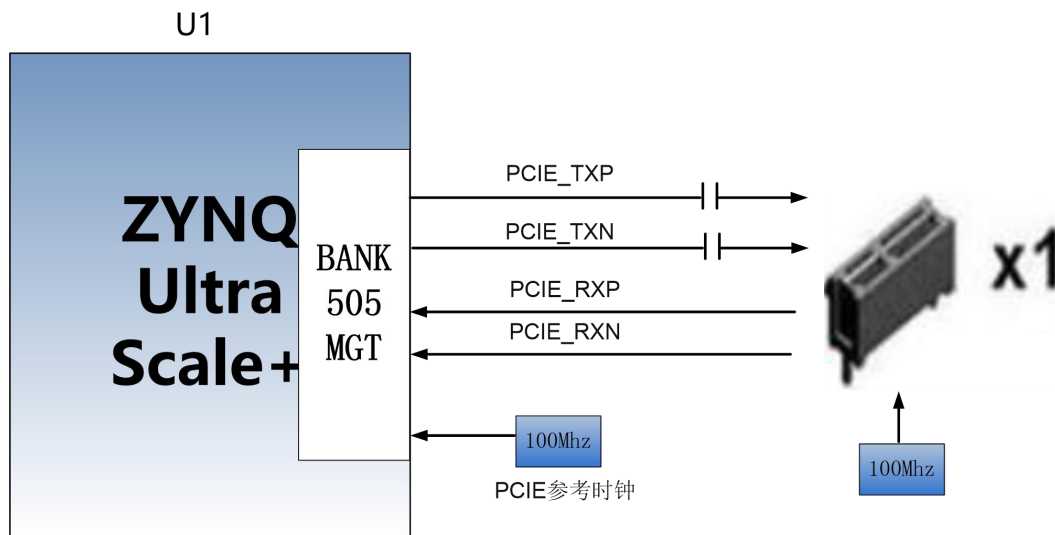 U1
ZYNQ
Ultra
Scale+
BANK
505
MGT
PCIE_TXP
PCIE_TXN
PCIE_RXP
PCIE_RXN
100Mhz
PCIE参考时钟
x1
100Mhz